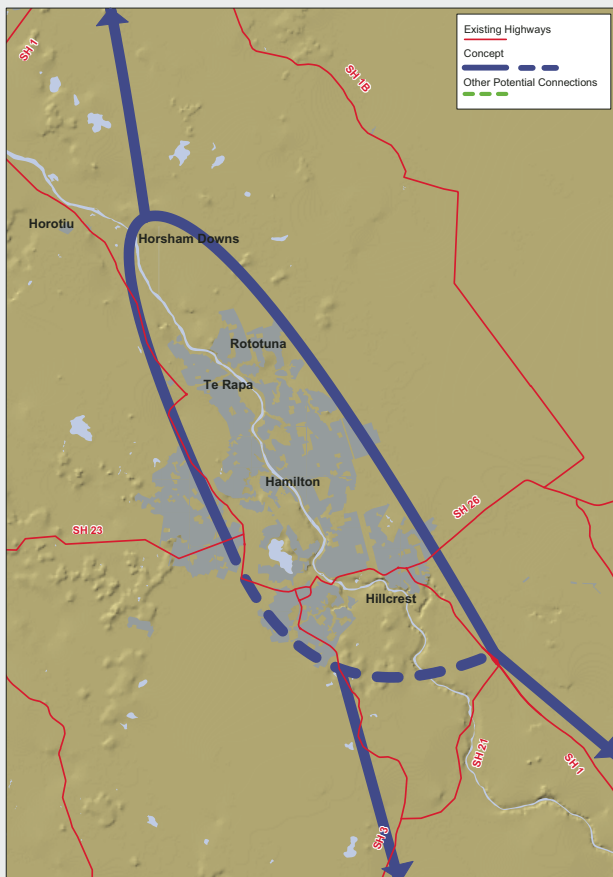 Existing Highways
Concept
Other Potential Connections
SH 1
SH 1B
Horotiu
Horsham Downs
Rototuna
Te Rapa
Hamilton
SH 26
SH 23
Hillcrest
SH 21
SH 1
SH 3